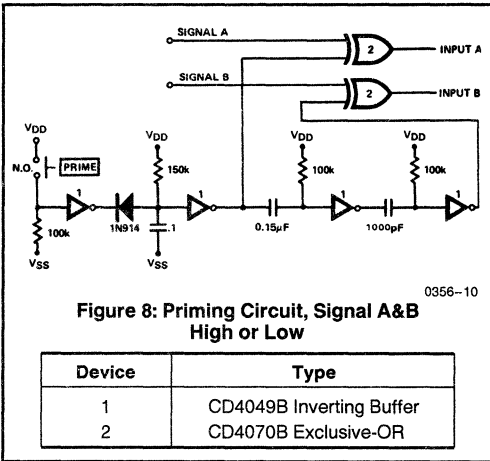 SIGNAL A
2
INPUT A
SIGNAL B
2
INPUT B
VDD
N.O.
PRIME
VDD
150k
VDD
100k
VDD
100k
1
1N914
1
1
1
100k
VSS
.1
VSS
0.15µF
1000pF
0356–10
Figure 8: Priming Circuit, Signal A&B
High or Low
Device Type
1 CD4049B Inverting Buffer
2 CD4070B Exclusive-OR